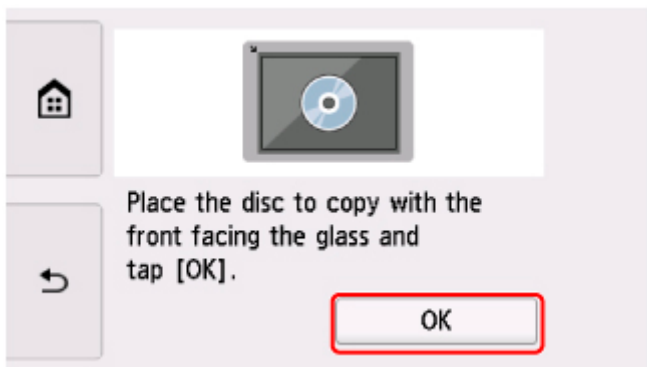 Place the disc to copy with the
front facing the glass and
tap [OK].
OK